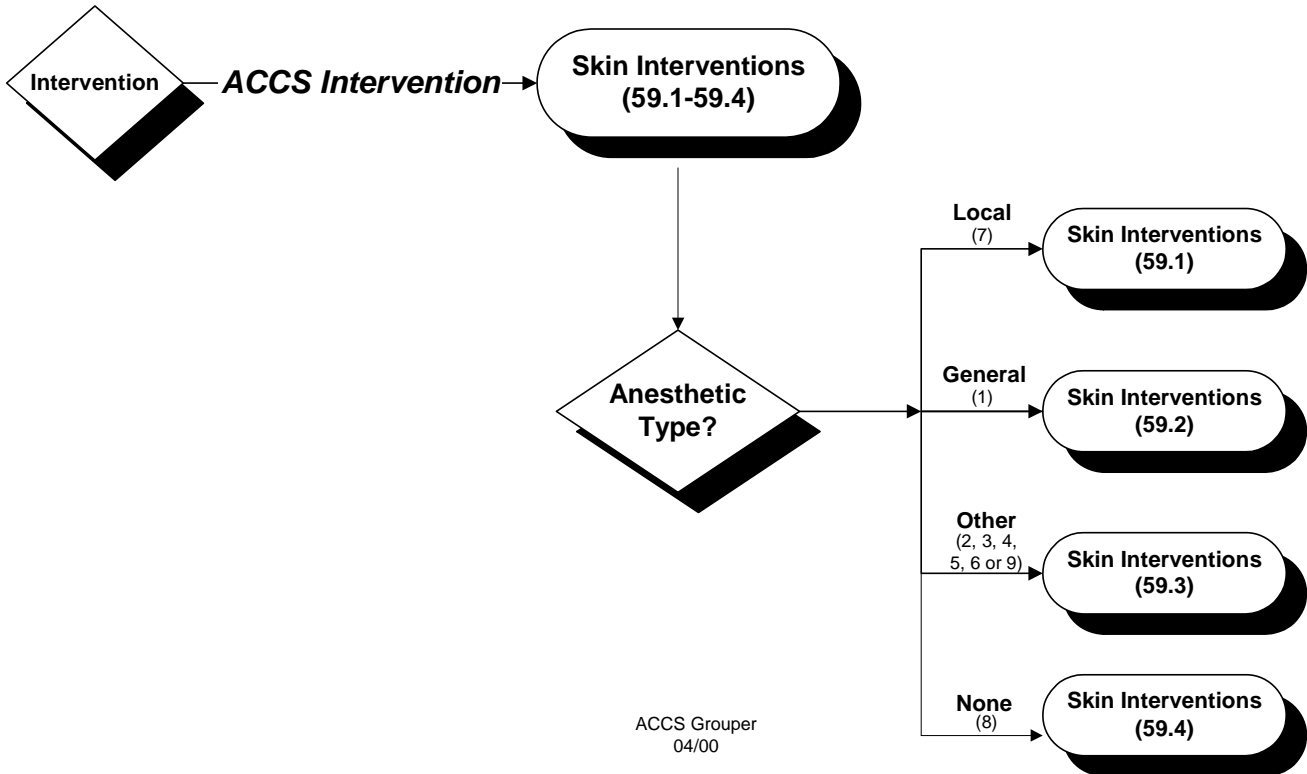 Intervention
ACCS Intervention
Skin Interventions
(59.1-59.4)
Anesthetic
Type?
Local
(7)
Skin Interventions
(59.1)
General
(1)
Skin Interventions
(59.2)
Other
(2, 3, 4,
5, 6 or 9)
Skin Interventions
(59.3)
None
(8)
Skin Interventions
(59.4)
ACCS Grouper
04/00